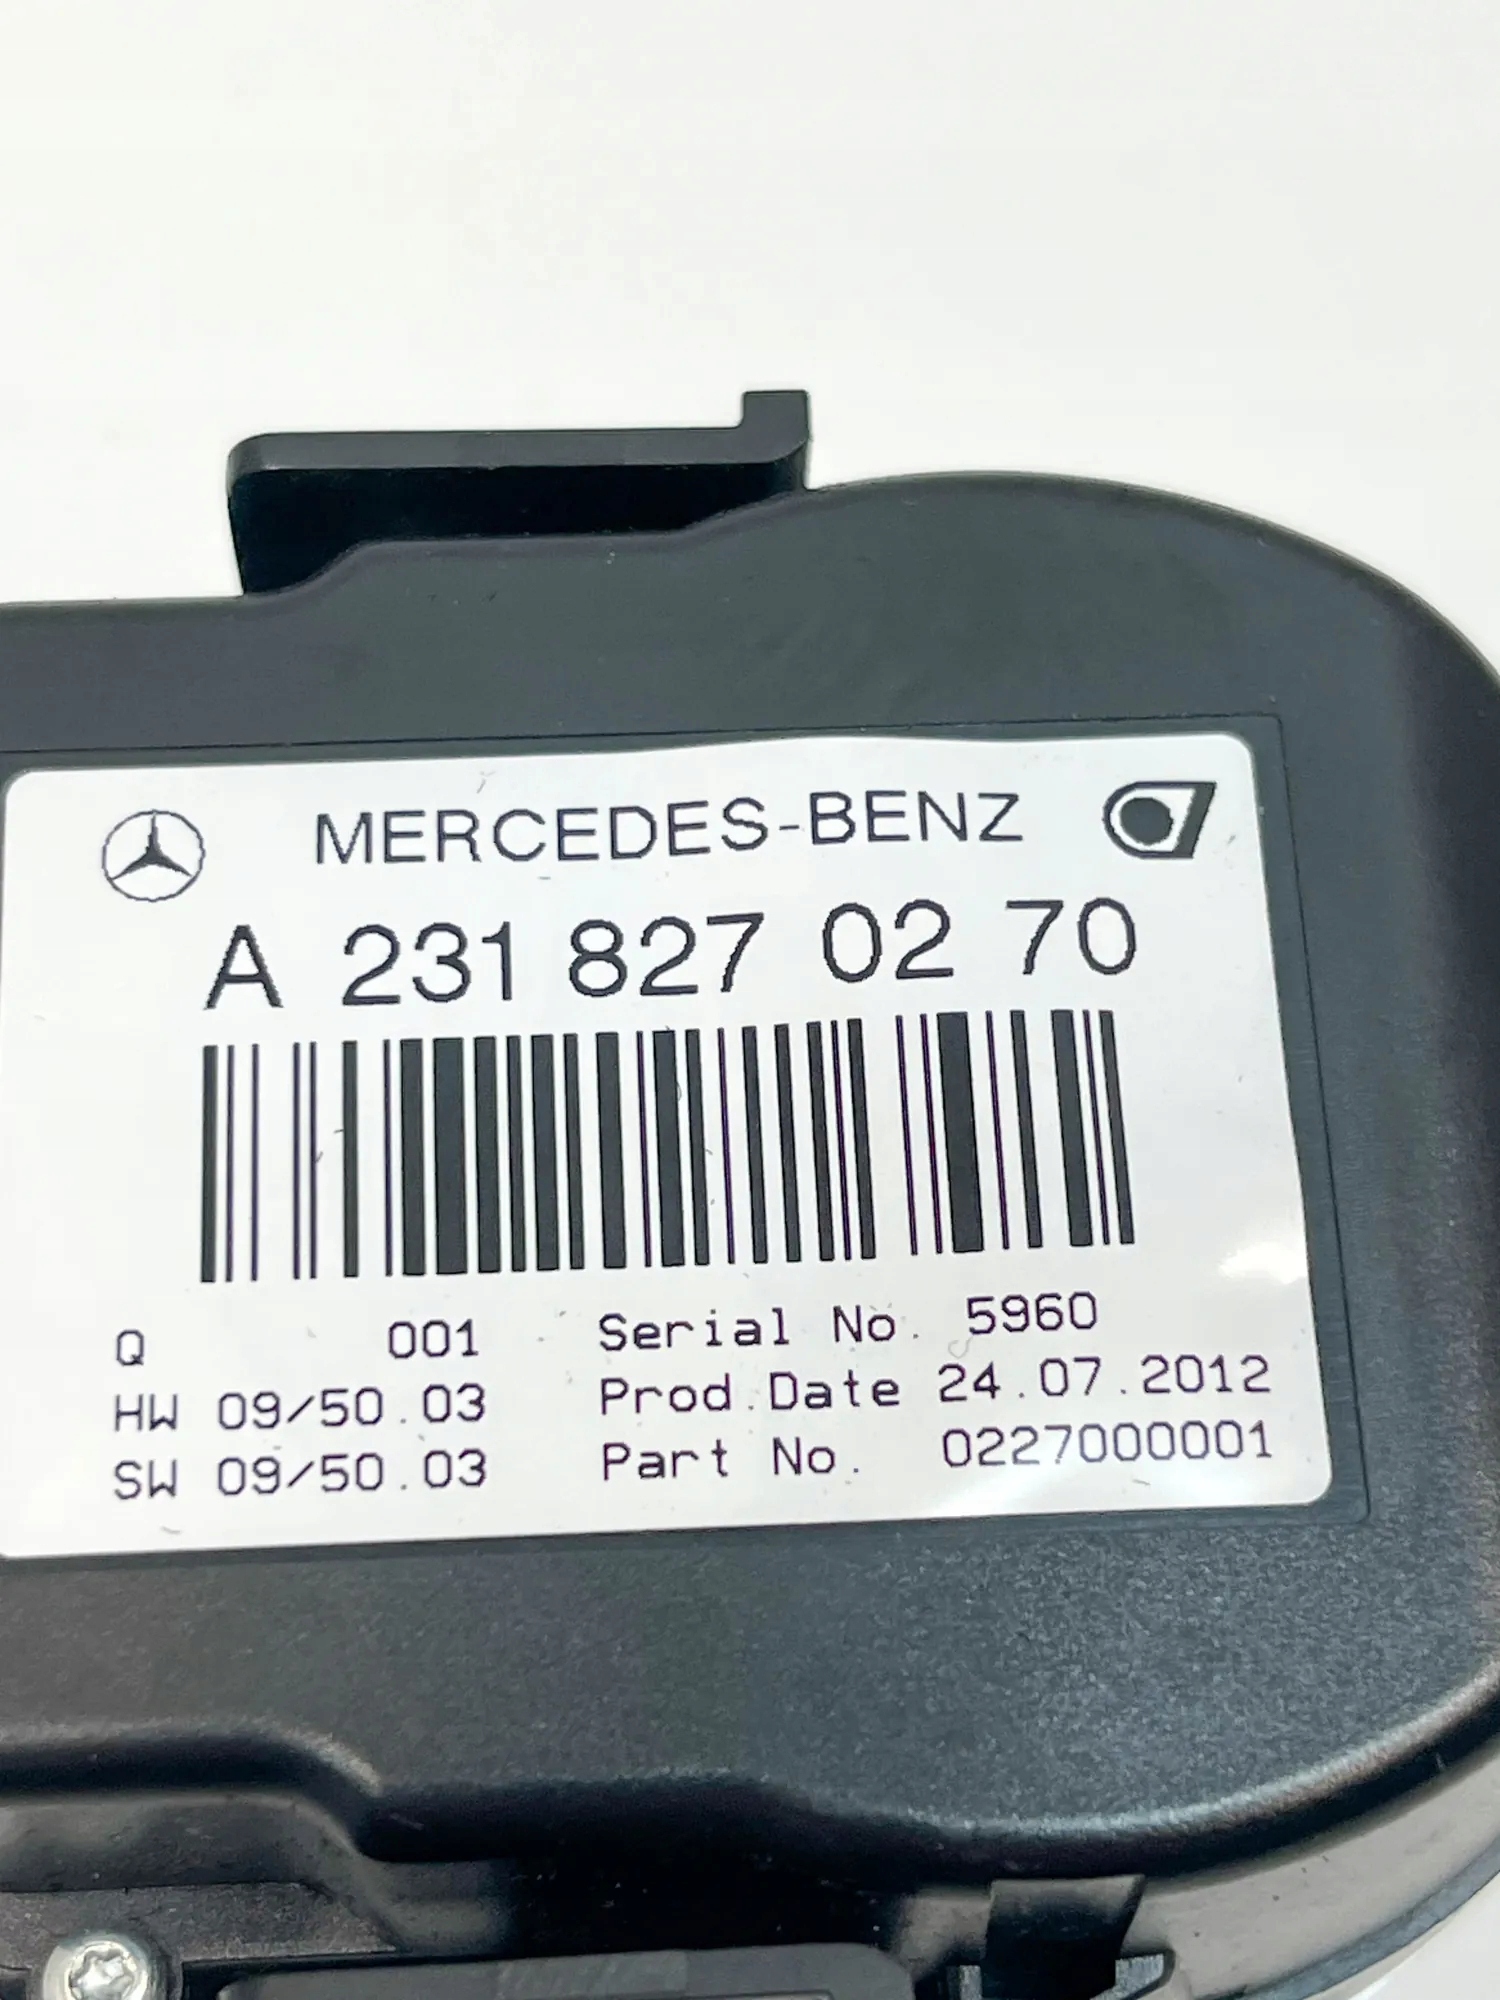 MERCEDES-BENZ
A 231 827 02 70
Q 001 Serial No. 5960
HW 09/50.03 Prod.Date 24.07.2012
SW 09/50.03 Part No. 0227000001